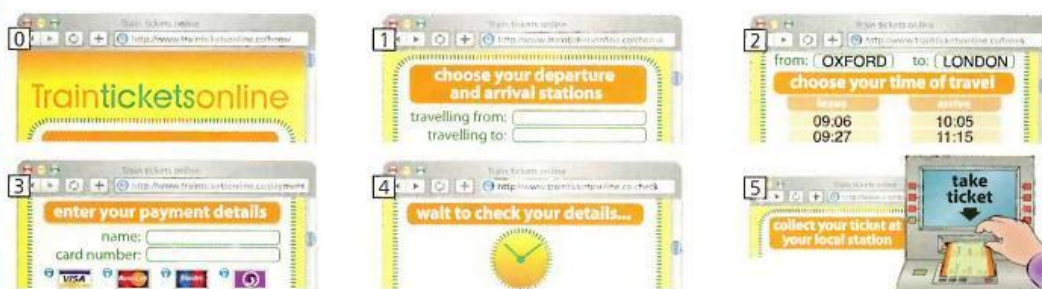 0
Train tickets online
Trainticketsonline
1
Train tickets online
choose your departure
and arrival stations
travelling from:
travelling to:
2
Train tickets online
from: OXFORD to: LONDON
choose your time of travel
leave arrive
09:06 10:05
09:27 11:15
3
Train tickets online
enter your payment details
name:
card number:
VISA
4
Train tickets online
wait to check your details...
5
collect your ticket at
your local station
take
ticket